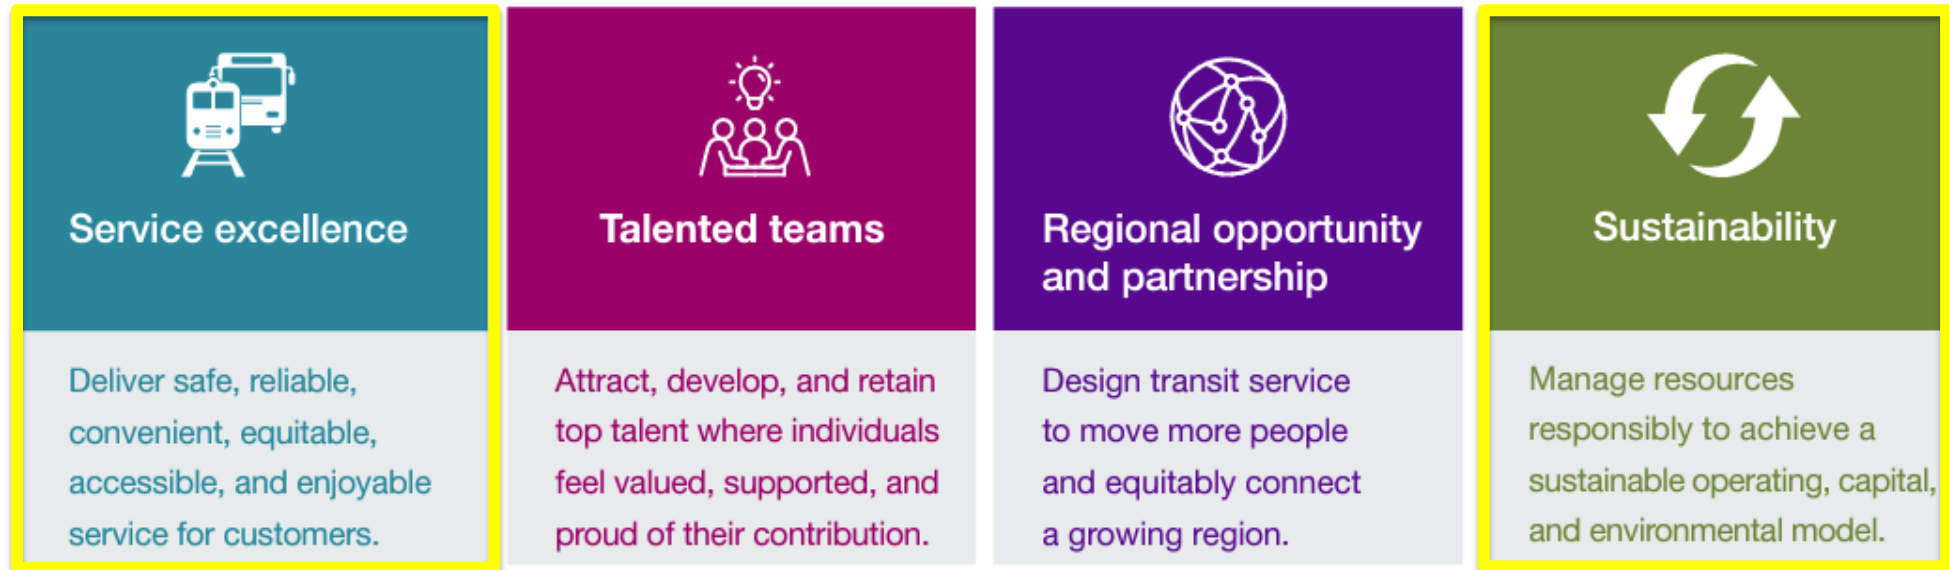 Service excellence
Deliver safe, reliable,
convenient, equitable,
accessible, and enjoyable
service for customers.
Talented teams
Attract, develop, and retain
top talent where individuals
feel valued, supported, and
proud of their contribution.
Regional opportunity
and partnership
Design transit service
to move more people
and equitably connect
a growing region.
Sustainability
Manage resources
responsibly to achieve a
sustainable operating, capital,
and environmental model.